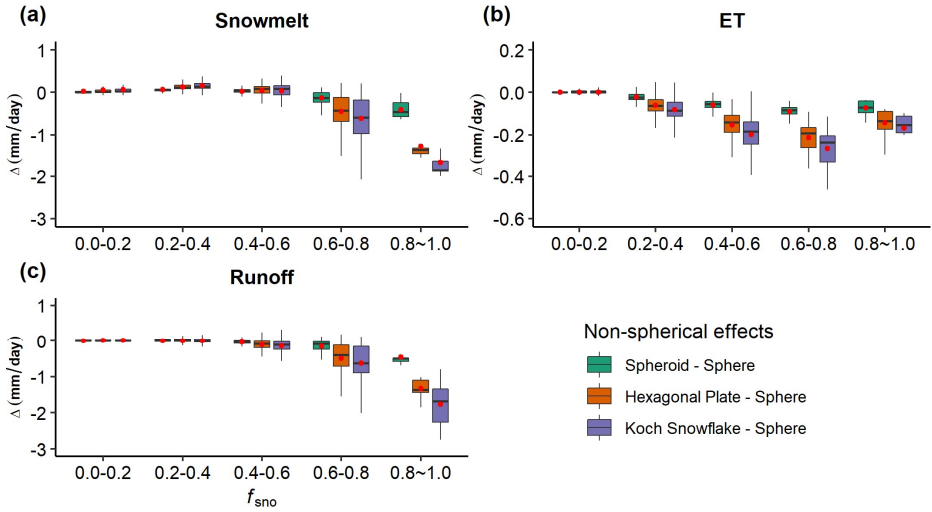 (a)
Snowmelt
1
0
-1
-2
-3
Δ (mm/day)
0.0-0.2 0.2-0.4 0.4-0.6 0.6-0.8 0.8~1.0
(b)
ET
0.2
0.0
-0.2
-0.4
-0.6
Δ (mm/day)
0.0-0.2 0.2-0.4 0.4-0.6 0.6-0.8 0.8~1.0
(c)
Runoff
1
0
-1
-2
-3
Δ (mm/day)
0.0-0.2 0.2-0.4 0.4-0.6 0.6-0.8 0.8~1.0
fsno
Non-spherical effects
Spheroid - Sphere
Hexagonal Plate - Sphere
Koch Snowflake - Sphere